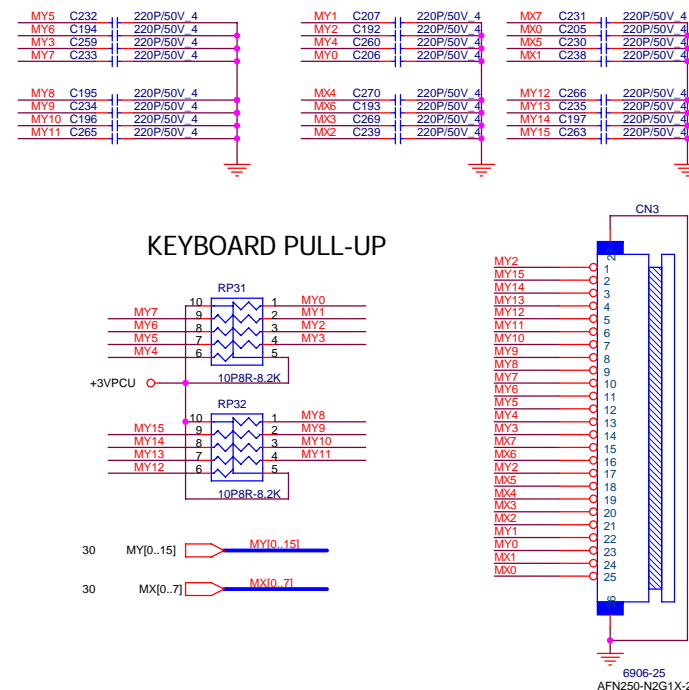 MY5 C232 220P/50V_4
MY6 C194 220P/50V_4
MY3 C259 220P/50V_4
MY7 C233 220P/50V_4
MY8 C195 220P/50V_4
MY9 C234 220P/50V_4
MY10 C196 220P/50V_4
MY11 C265 220P/50V_4
MY1 C207 220P/50V_4
MY2 C192 220P/50V_4
MY4 C260 220P/50V_4
MY0 C206 220P/50V_4
MX4 C270 220P/50V_4
MX6 C193 220P/50V_4
MX3 C269 220P/50V_4
MX2 C239 220P/50V_4
MX7 C231 220P/50V_4
MX0 C205 220P/50V_4
MX5 C230 220P/50V_4
MX1 C238 220P/50V_4
MY12 C266 220P/50V_4
MY13 C235 220P/50V_4
MY14 C197 220P/50V_4
MY15 C263 220P/50V_4
KEYBOARD PULL-UP
RP31
10 1 MY0
MY7 9 2 MY1
MY6 8 3 MY2
MY5 7 4 MY3
MY4 6 5
10P8R-8.2K
+3VPCU
RP32
10 1 MY8
MY15 9 2 MY9
MY14 8 3 MY10
MY13 7 4 MY11
MY12 6 5
10P8R-8.2K
30 MY[0..15] MY[0..15]
30 MX[0..7] MX[0..7]
CN3
27
MY2 1
MY15 2
MY14 3
MY13 4
MY12 5
MY11 6
MY10 7
MY9 8
MY8 9
MY7 10
MY6 11
MY5 12
MY4 13
MY3 14
MX7 15
MX6 16
MY2 17
MX5 18
MX4 19
MX3 20
MX2 21
MY1 22
MY0 23
MX1 24
MX0 25
26
6906-25
AFN250-N2G1X-2